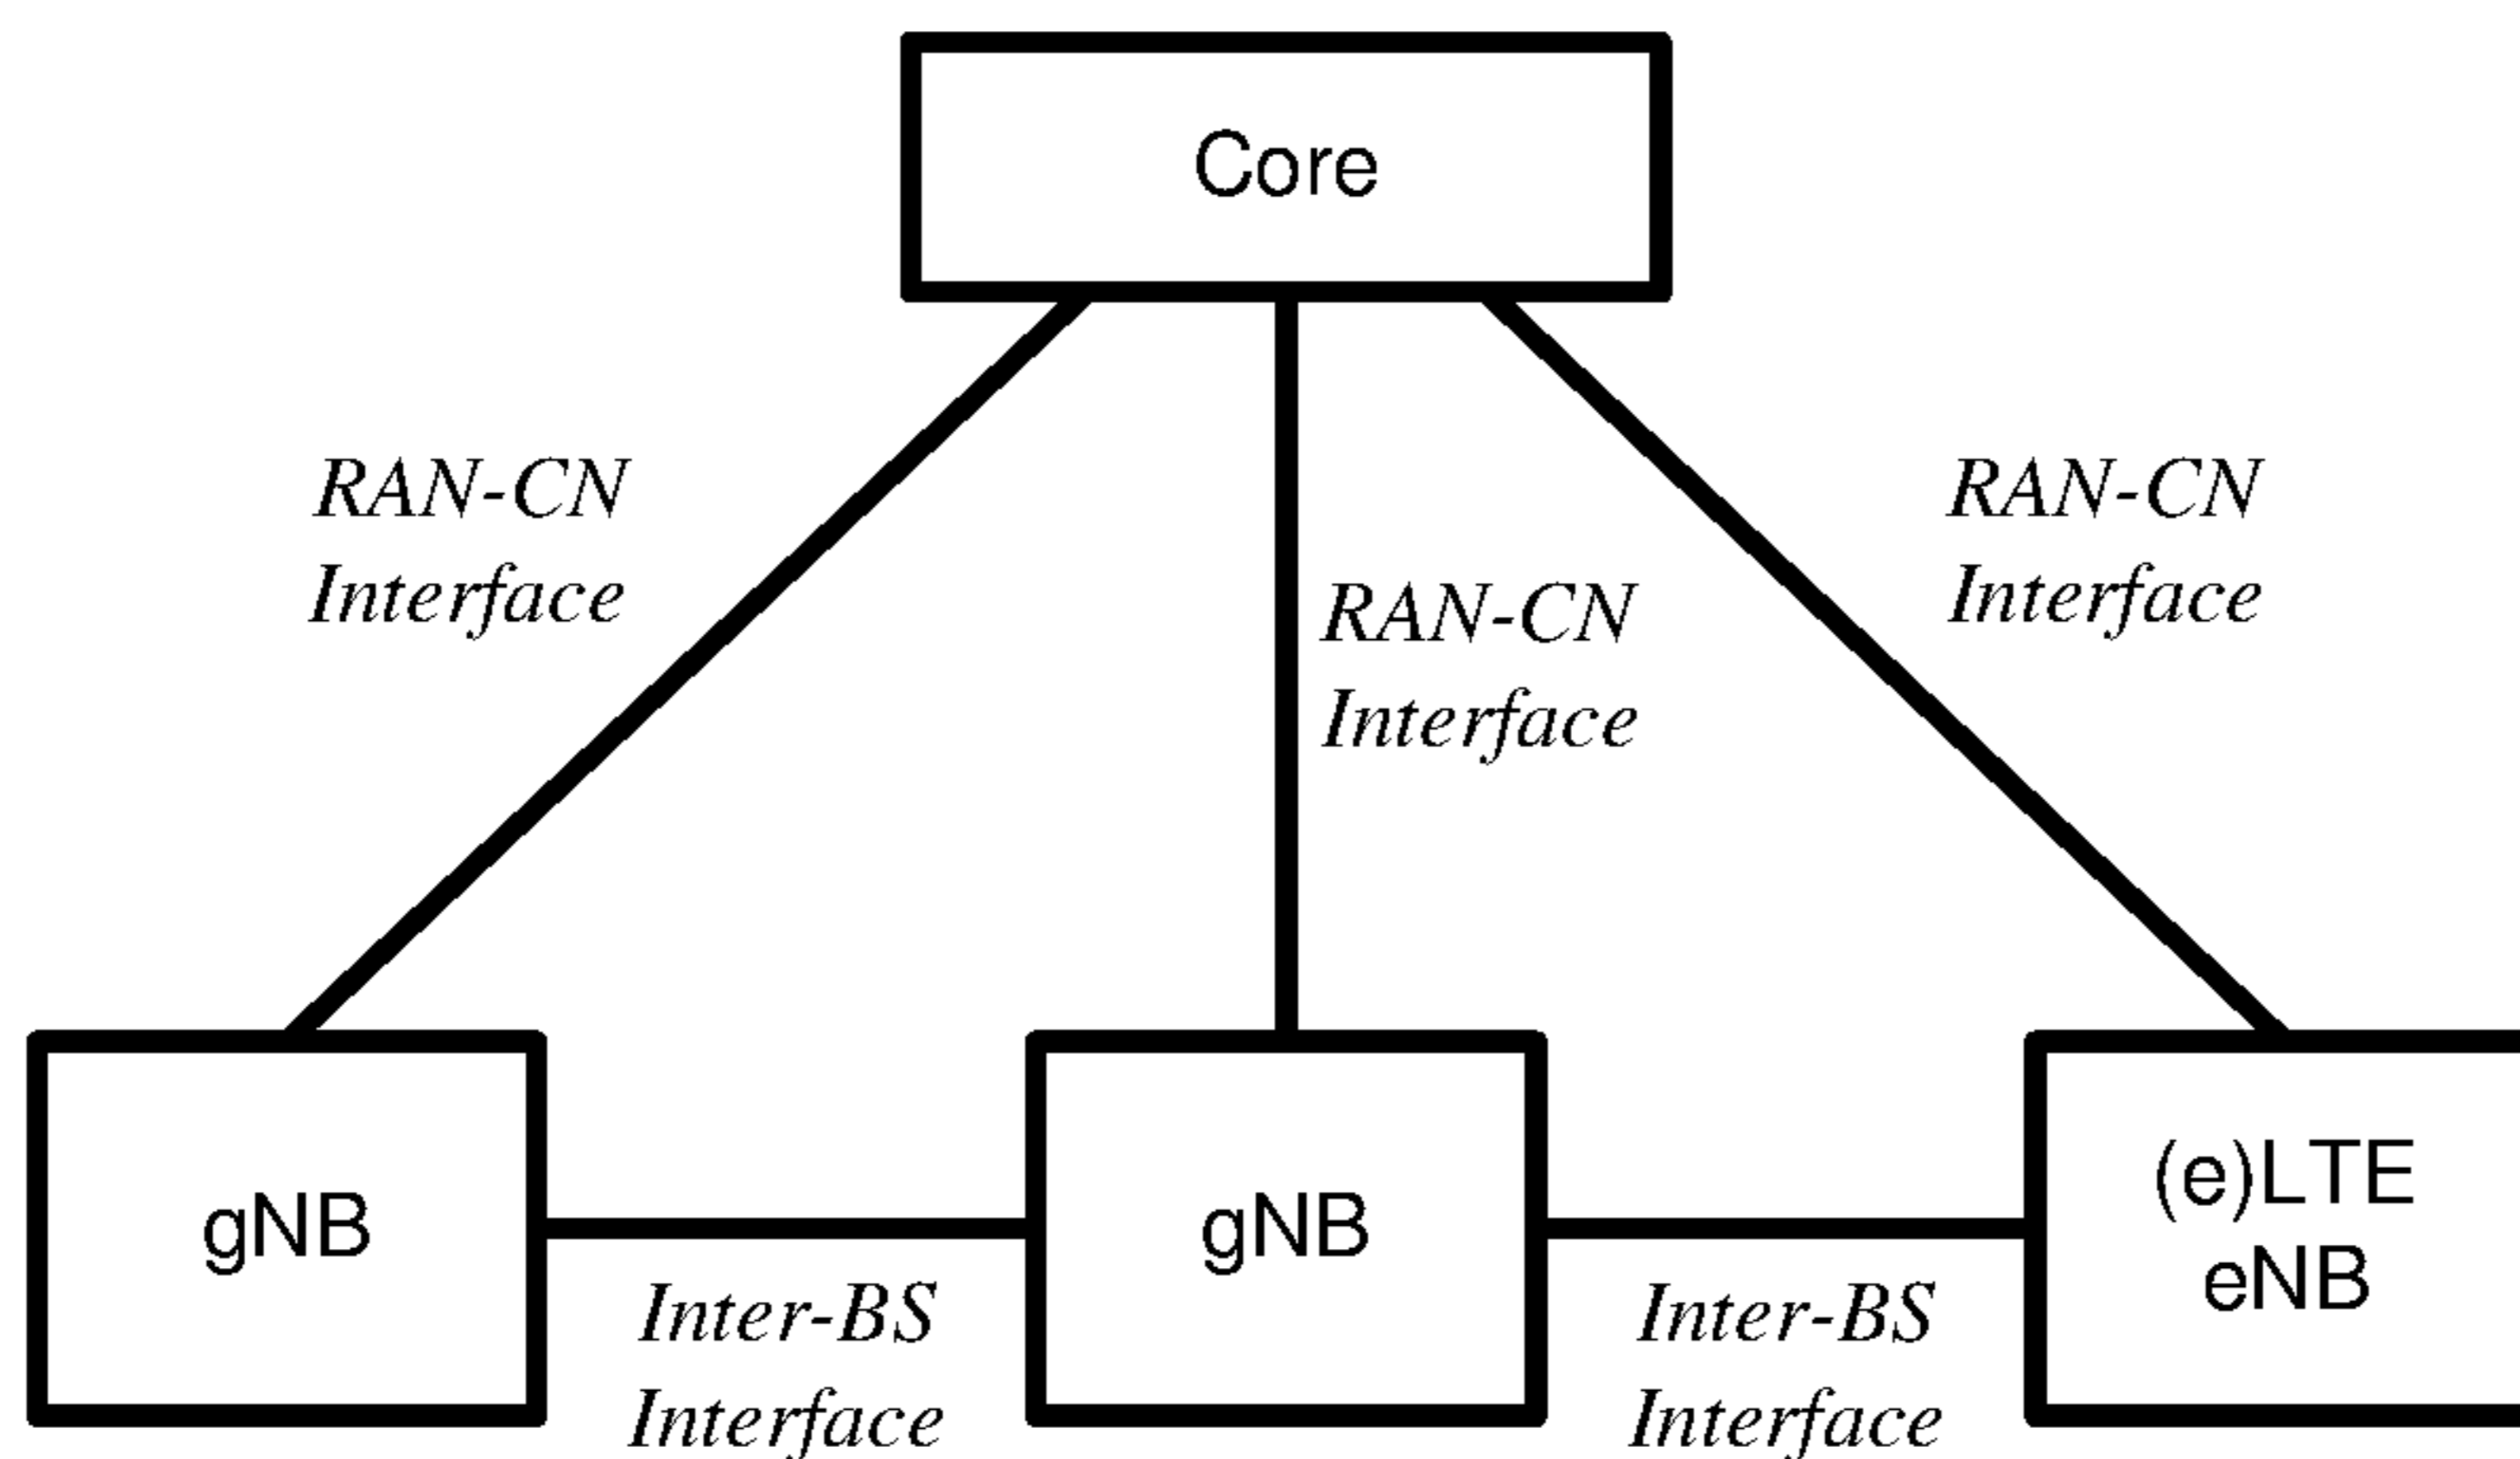 Core
RAN-CN
Interface
RAN-CN
Interface
RAN-CN
Interface
gNB
gNB
(e)LTE
eNB
Inter-BS
Interface
Inter-BS
Interface